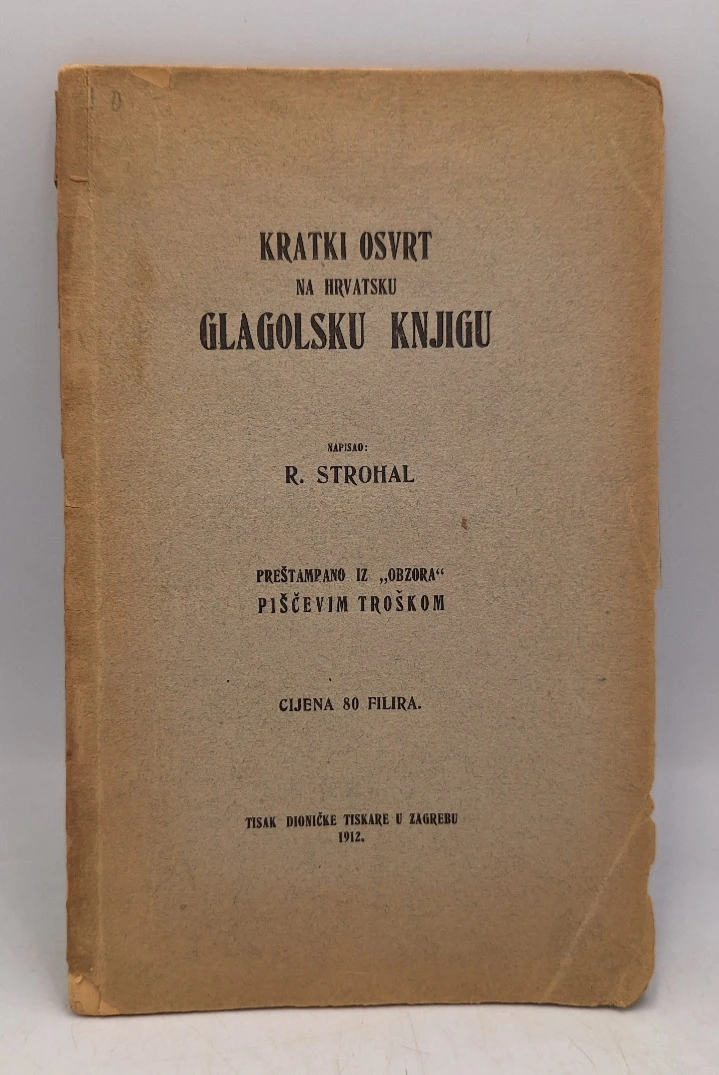 KRATKI OSVRT
NA HRVATSKU
GLAGOLSKU KNJIGU
NAPISAO:
R. STROHAL
PREŠTAMPANO IZ „OBZORA“
PIŠČEVIM TROŠKOM
CIJENA 80 FILIRA.
TISAK DIONIČKE TISKARE U ZAGREBU
1912.